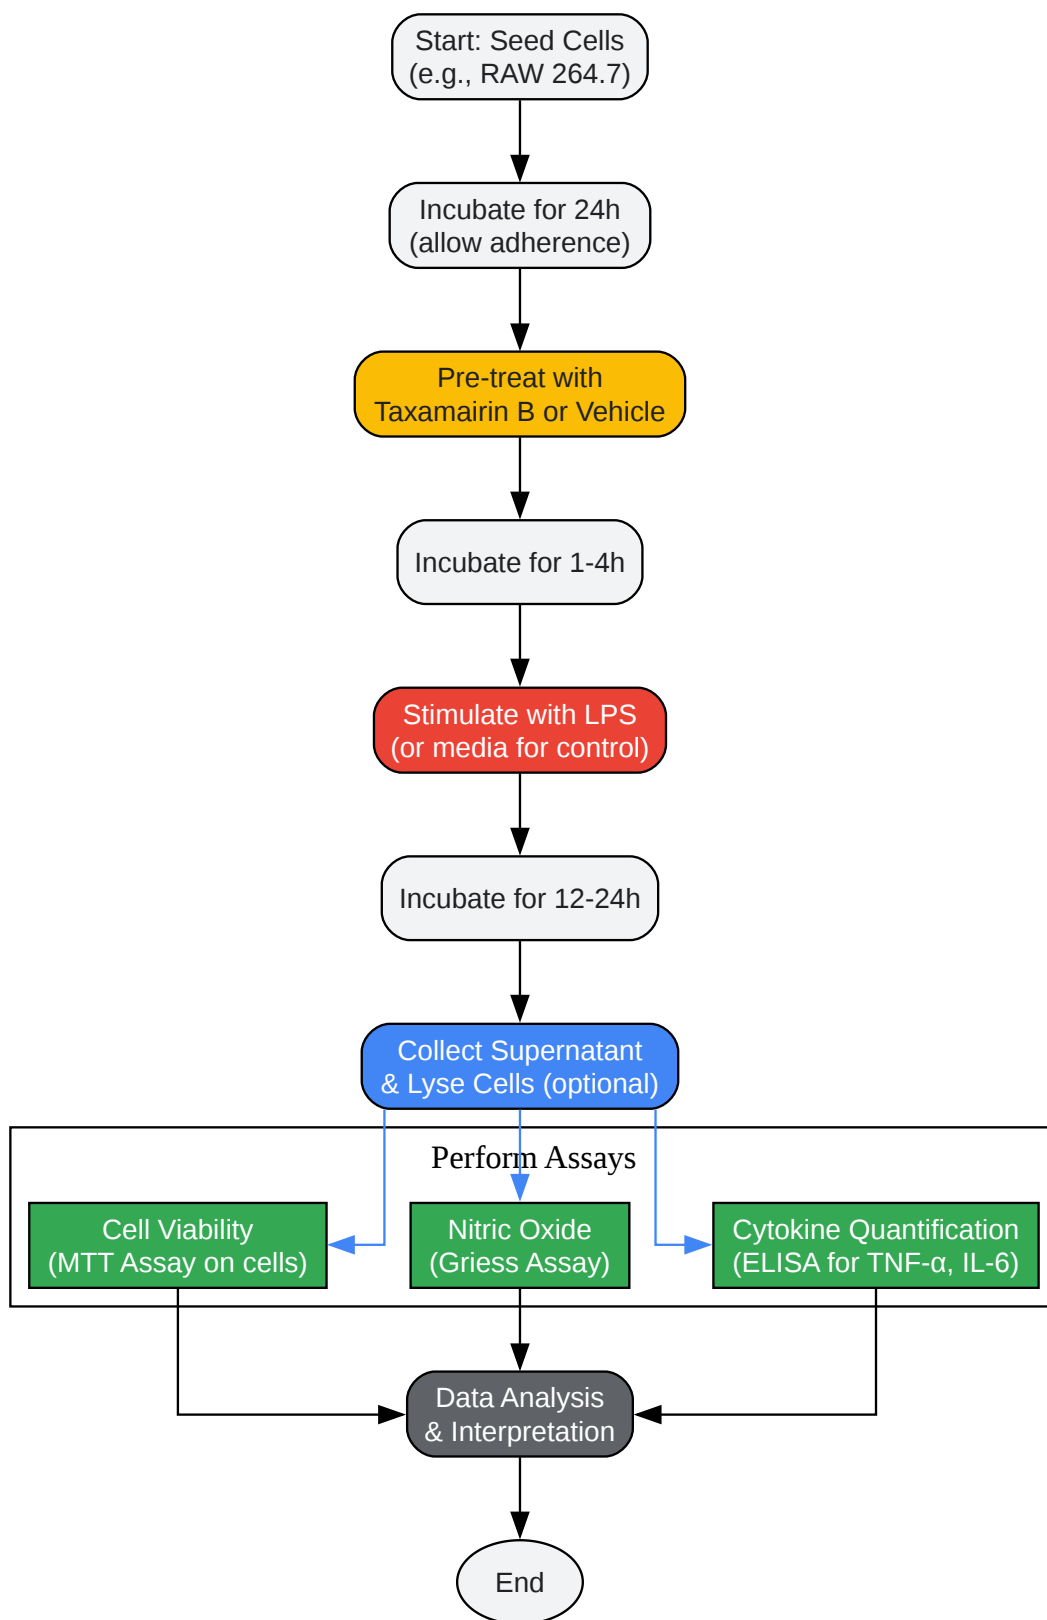 Start: Seed Cells
(e.g., RAW 264.7)
Incubate for 24h
(allow adherence)
Pre-treat with
Taxamairin B or Vehicle
Incubate for 1-4h
Stimulate with LPS
(or media for control)
Incubate for 12-24h
Collect Supernatant
& Lyse Cells (optional)
Perform Assays
Cell Viability
(MTT Assay on cells)
Nitric Oxide
(Griess Assay)
Cytokine Quantification
(ELISA for TNF-α, IL-6)
Data Analysis
& Interpretation
End